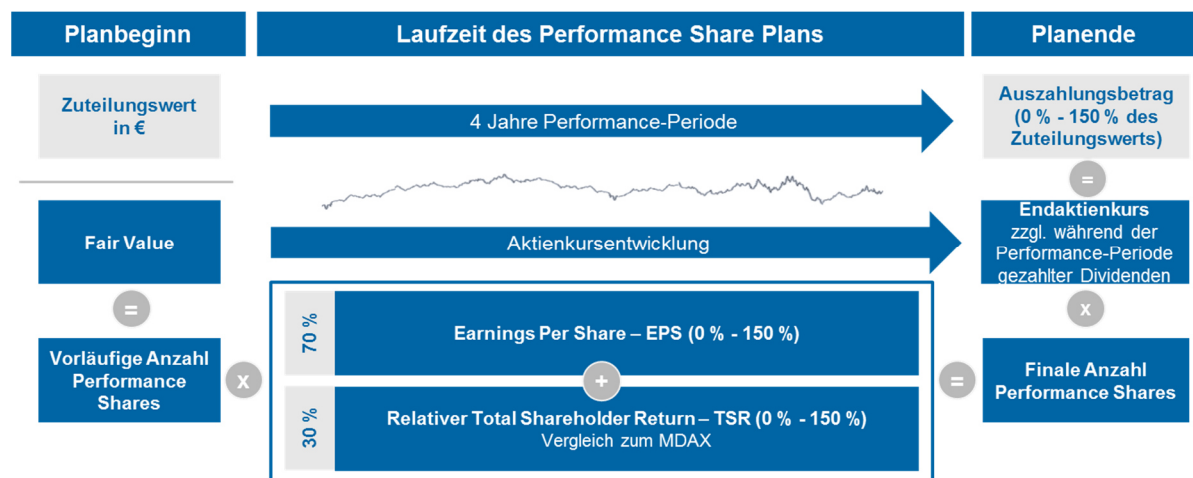 Planbeginn
Laufzeit des Performance Share Plans
Planende
Zuteilungswert
in €
4 Jahre Performance-Periode
Auszahlungsbetrag
(0 % - 150 % des
Zuteilungswerts)
=
Fair Value
Aktienkursentwicklung
Endaktienkurs
zzgl. während der
Performance-Periode
gezahlter Dividenden
=
x
70 %
Earnings Per Share – EPS (0 % - 150 %)
Vorläufige Anzahl
Performance
Shares
x
+
=
Finale Anzahl
Performance Shares
30 %
Relativer Total Shareholder Return – TSR (0 % - 150 %)
Vergleich zum MDAX